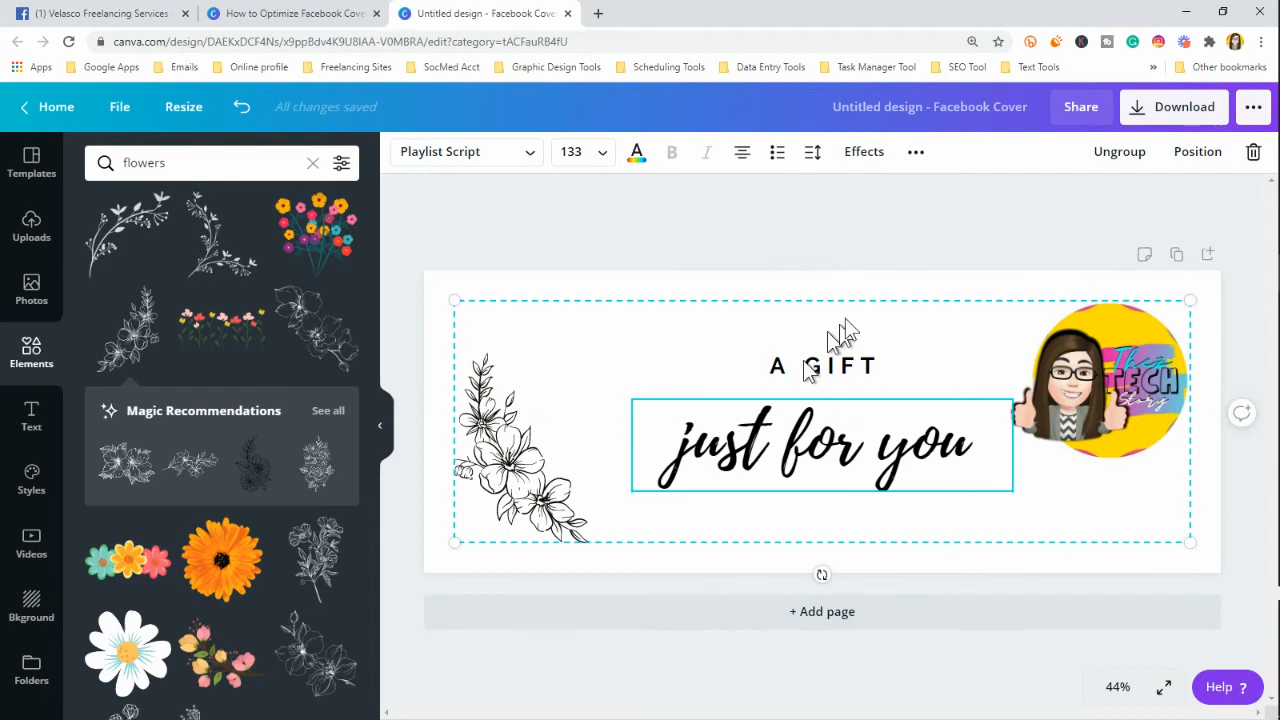 Velasco Freelancing Services -
How to Optimize Facebook Cove
Untitled design - Facebook Cover
canva.com/design/DAEKxDCF4Ns/x9ppBdv4K9U8IAA-V0MBRA/edit?category=tACFauRB4fU
Apps
Google Apps
Emails
Online profile
Freelancing Sites
SocMed Acct
Graphic Design Tools
Scheduling Tools
Data Entry Tools
Task Manager Tool
SEO Tool
Text Tools
»
Other bookmarks
Home
File
Resize
All changes saved
Untitled design - Facebook Cover
Share
Download
Templates
Uploads
Photos
Elements
Text
Styles
Videos
Bkground
Folders
flowers
Magic Recommendations
See all
Playlist Script
133
A
B
I
Effects
Ungroup
Position
A GIFT
just for you
Thez
TECH
Story
+ Add page
44%
Help ?